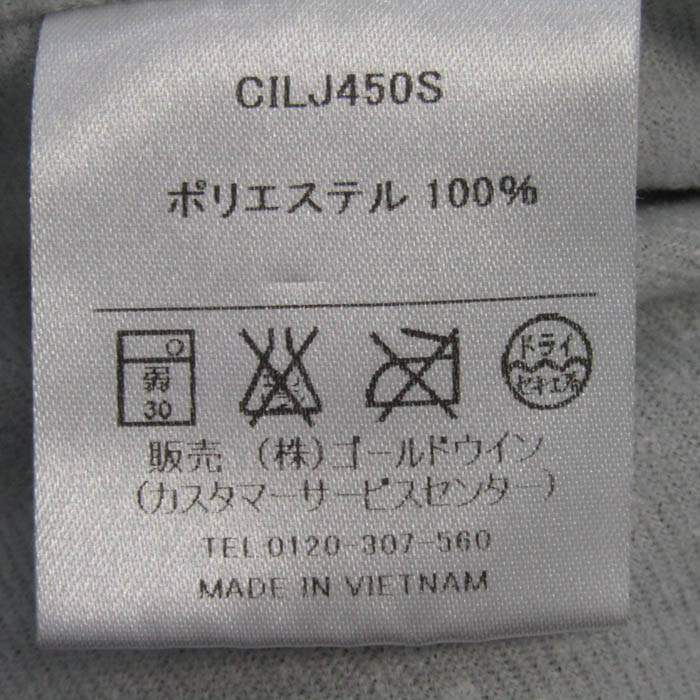 CILJ450S
ポリエステル 100%
弱
30
ドライ
セキユ系
販売 (株)ゴールドウイン
(カスタマーサービスセンター)
TEL 0120-307-560
MADE IN VIETNAM